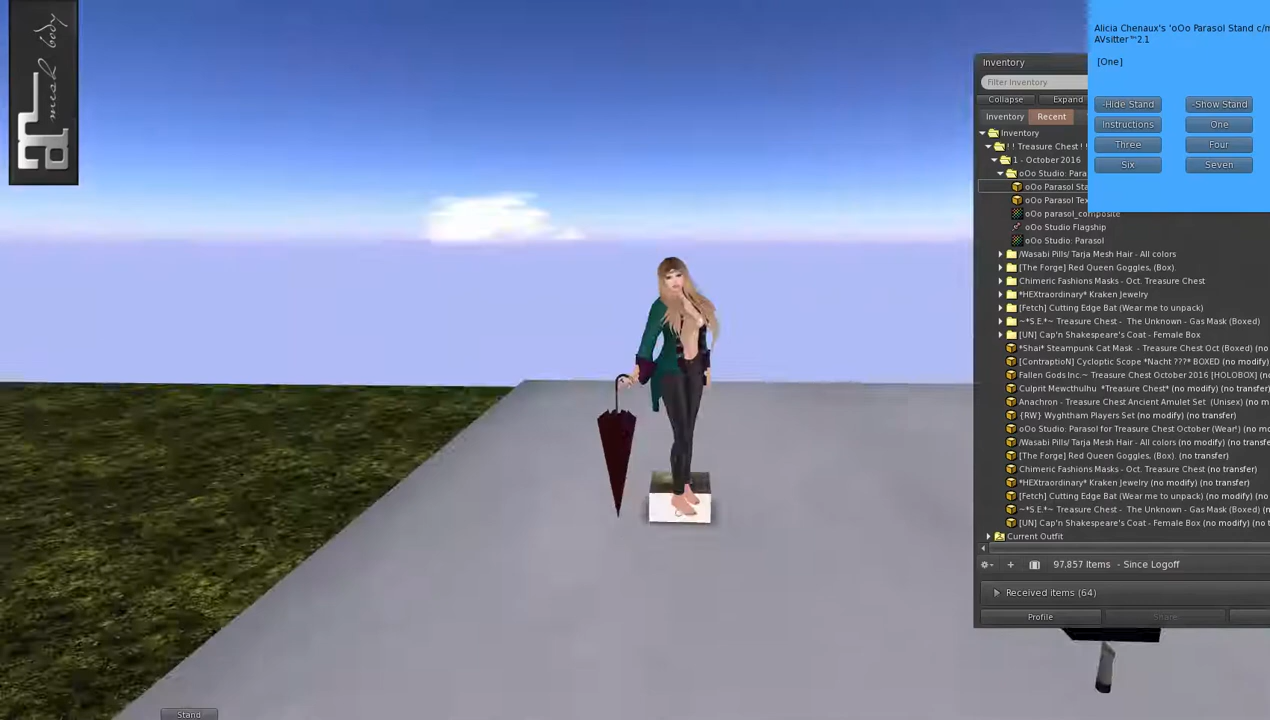 mesh body
Alicia Chenaux's 'oOo Parasol Stand c/m
AVsitter™2.1
[One]
-Hide Stand
-Show Stand
Instructions
One
Three
Four
Six
Seven
Inventory
Filter Inventory
Collapse
Expand
Inventory
Recent
Inventory
! ! Treasure Chest ! !
1 - October 2016
oOo Studio: Para
oOo Parasol Sta
oOo Parasol Tex
oOo parasol_composite
oOo Studio Flagship
oOo Studio: Parasol
/Wasabi Pills/ Tarja Mesh Hair - All colors
[The Forge] Red Queen Goggles, (Box)
Chimeric Fashions Masks - Oct. Treasure Chest
*HEXtraordinary* Kraken Jewelry
[Fetch] Cutting Edge Bat (Wear me to unpack)
~*S.E.*~ Treasure Chest - The Unknown - Gas Mask (Boxed)
[UN] Cap'n Shakespeare's Coat - Female Box
*Shai* Steampunk Cat Mask - Treasure Chest Oct (Boxed) (no
[ContraptioN] Cycloptic Scope *Nacht ???* BOXED (no modify)
Fallen Gods Inc.~ Treasure Chest October 2016 [HOLOBOX] (n
Culprit Mewcthulhu *Treasure Chest* (no modify) (no transfer)
Anachron - Treasure Chest Ancient Amulet Set (Unisex) (no m
{RW} Wyghtham Players Set (no modify) (no transfer)
oOo Studio: Parasol for Treasure Chest October (Wear!) (no m
/Wasabi Pills/ Tarja Mesh Hair - All colors (no modify) (no transf
[The Forge] Red Queen Goggles, (Box) (no transfer)
Chimeric Fashions Masks - Oct. Treasure Chest (no transfer)
*HEXtraordinary* Kraken Jewelry (no modify) (no transfer)
[Fetch] Cutting Edge Bat (Wear me to unpack) (no modify) (no
~*S.E.*~ Treasure Chest - The Unknown - Gas Mask (Boxed) (n
[UN] Cap'n Shakespeare's Coat - Female Box (no modify) (no t
Current Outfit
97,857 Items - Since Logoff
Received items (64)
Profile
Share
Stand